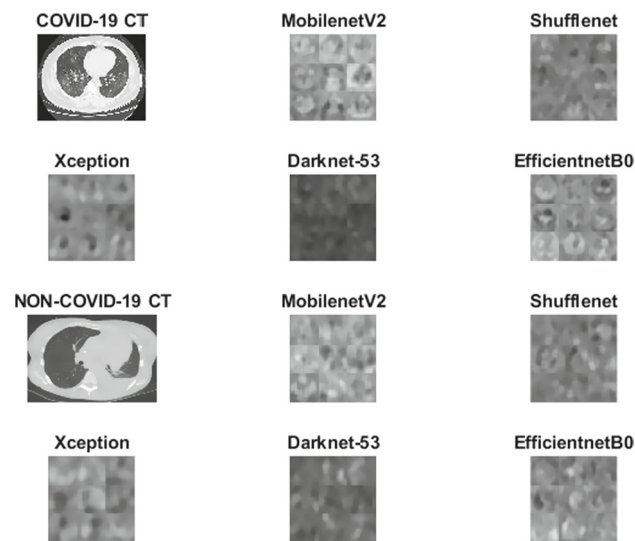 COVID-19 CT
MobilenetV2
Shufflenet
Xception
Darknet-53
EfficientnetB0
NON-COVID-19 CT
MobilenetV2
Shufflenet
Xception
Darknet-53
EfficientnetB0